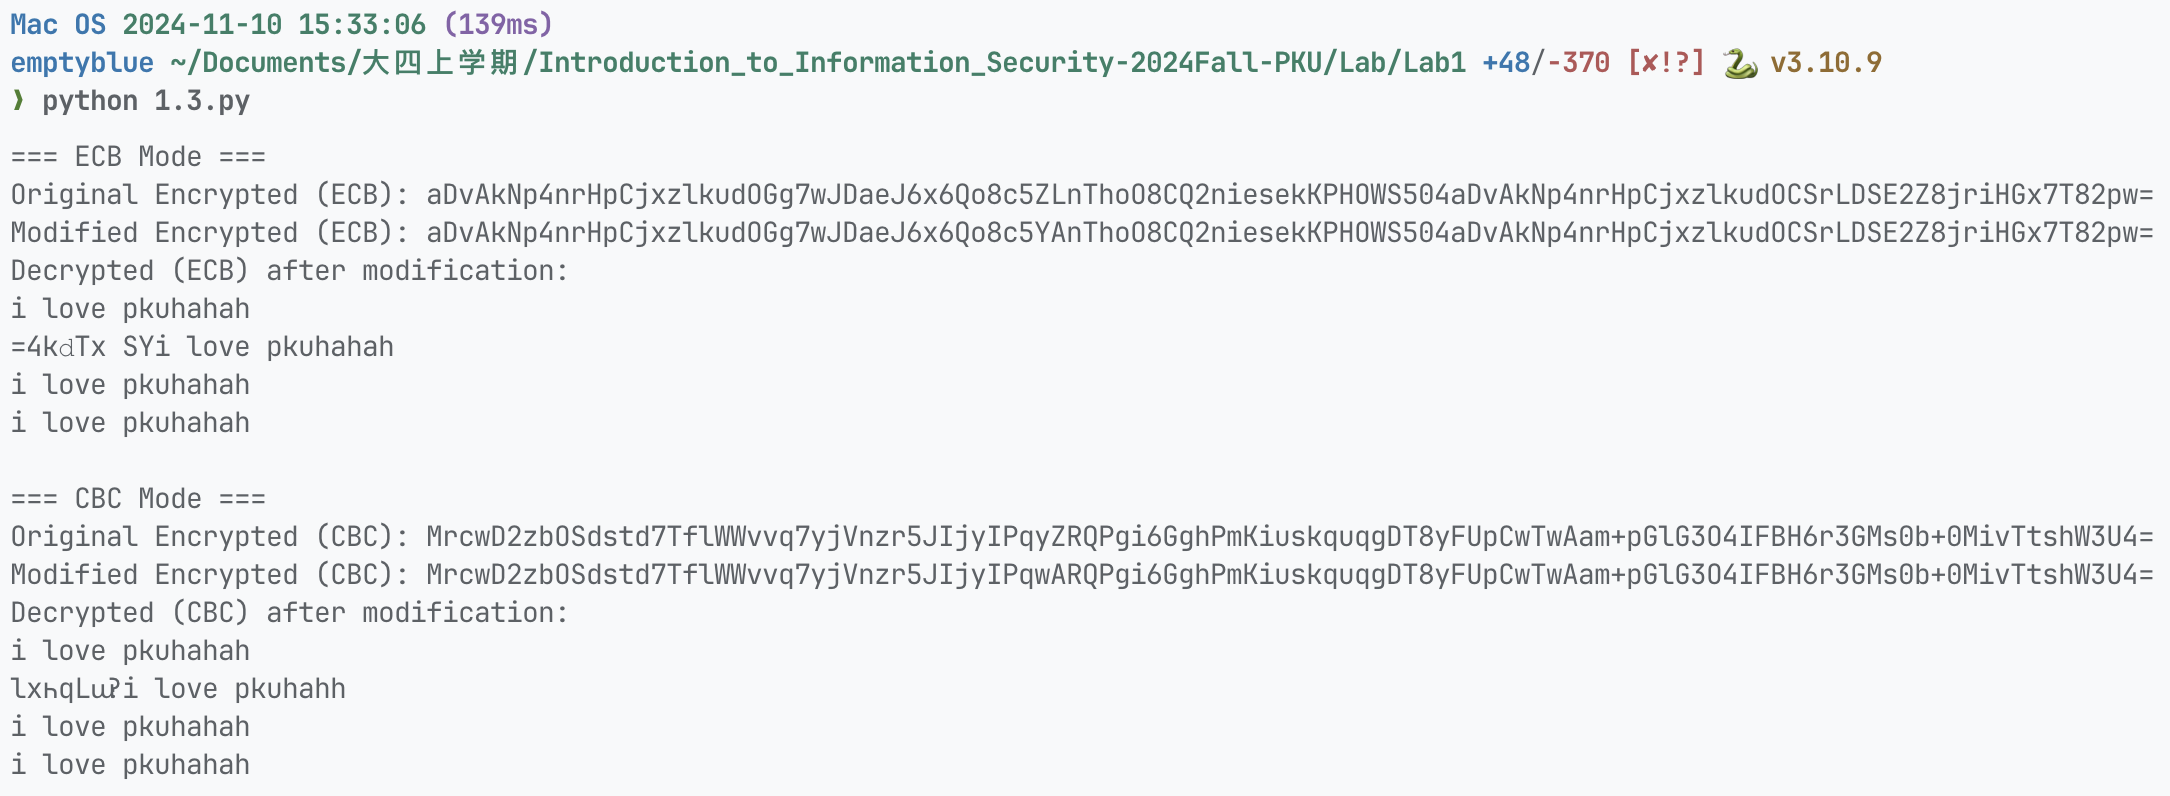 Mac OS 2024-11-10 15:33:06 (139ms)
emptyblue ~/Documents/大四上学期/Introduction_to_Information_Security-2024Fall-PKU/Lab/Lab1 +48/-370 [✘!?] 🐍 v3.10.9
❱ python 1.3.py
=== ECB Mode ===
Original Encrypted (ECB): aDvAkNp4nrHpCjxzlkudOGg7wJDaeJ6x6Qo8c5ZLnThoO8CQ2niesekKPHOWS504aDvAkNp4nrHpCjxzlkudOCSrLDSE2Z8jriHGx7T82pw=
Modified Encrypted (ECB): aDvAkNp4nrHpCjxzlkudOGg7wJDaeJ6x6Qo8c5YAnThoO8CQ2niesekKPHOWS504aDvAkNp4nrHpCjxzlkudOCSrLDSE2Z8jriHGx7T82pw=
Decrypted (ECB) after modification:
i love pkuhahah
=4kdTx SYi love pkuhahah
i love pkuhahah
i love pkuhahah
=== CBC Mode ===
Original Encrypted (CBC): MrcwD2zbOSdstd7TflWWvvq7yjVnzr5JIjyIPqyZRQPgi6GghPmKiuskquqgDT8yFUpCwTwAam+pGlG3O4IFBH6r3GMs0b+0MivTtshW3U4=
Modified Encrypted (CBC): MrcwD2zbOSdstd7TflWWvvq7yjVnzr5JIjyIPqwARQPgi6GghPmKiuskquqgDT8yFUpCwTwAam+pGlG3O4IFBH6r3GMs0b+0MivTtshW3U4=
Decrypted (CBC) after modification:
i love pkuhahah
i love pkuhahh
i love pkuhahah
i love pkuhahah